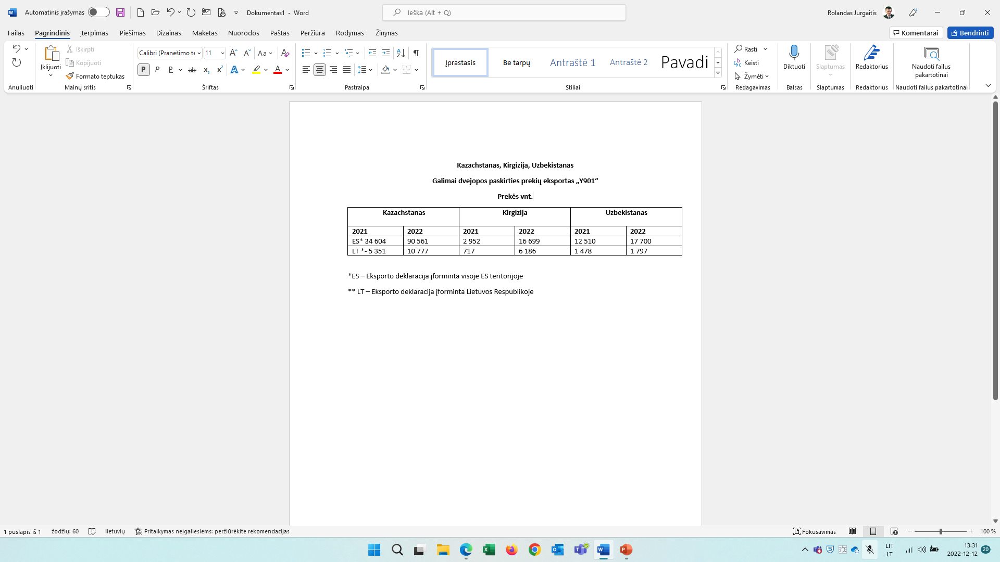 Automatinis įrašymas
Dokumentas1 - Word
Ieška (Alt + Q)
Rolandas Jurgaitis
Failas Pagrindinis Įterpimas Piešimas Dizainas Maketas Nuorodos Paštas Peržiūra Rodymas Žinynas
Komentarai Bendrinti
Įklijuoti
Iškirpti
Kopijuoti
Formato teptukas
Calibri (Pranešimo te 11
Aa
Įprastasis Be tarpų Antraštė 1 Antraštė 2 Pavadi
Rasti
Keisti
Žymėti
Diktuoti
Slaptumas
Redaktorius
Naudoti failus
pakartotinai
Anuliuoti Mainų sritis Šriftas Pastraipa Stiliai Redagavimas Balsas Slaptumas Redaktorius Naudoti failus pakartotinai
Kazachstanas, Kirgizija, Uzbekistanas
Galimai dvejopos paskirties prekių eksportas „Y901“
Prekės vnt.
Kazachstanas Kirgizija Uzbekistanas
2021 2022 2021 2022 2021 2022
ES* 34 604 90 561 2 952 16 699 12 510 17 700
LT *- 5 351 10 777 717 6 186 1 478 1 797
*ES – Eksporto deklaracija įforminta visoje ES teritorijoje
** LT – Eksporto deklaracija įforminta Lietuvos Respublikoje
1 puslapis iš 1 žodžių: 60 lietuvių Pritaikymas neįgaliesiems: peržiūrėkite rekomendacijas
Fokusavimas 100 %
LIT
LT
13:31
2022-12-12
20